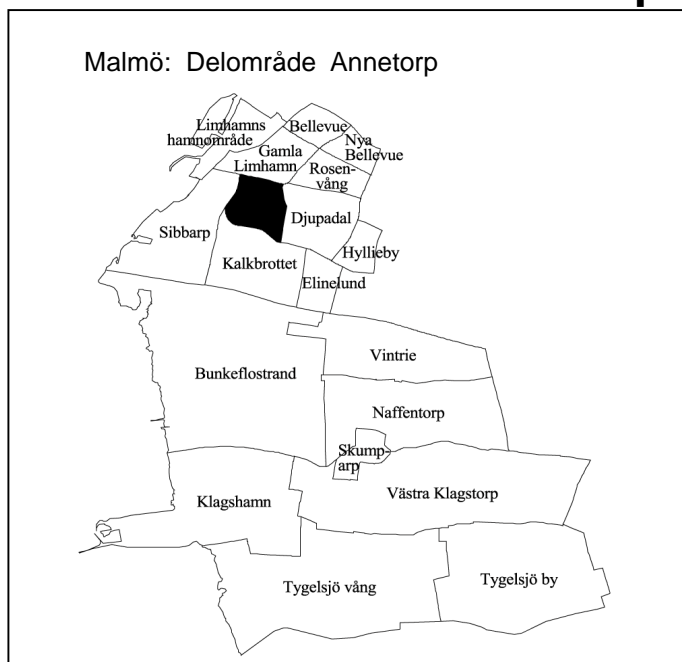 Malmö: Delområde Annetorp
Limhamns
hamnområde
Bellevue
Nya
Bellevue
Gamla
Limhamn
Rosen-
vång
Djupadal
Sibbarp
Hyllieby
Kalkbrottet
Elinelund
Bunkeflostrand
Vintrie
Naffentorp
Skump-
arp
Klagshamn
Västra Klagstorp
Tygelsjö vång
Tygelsjö by